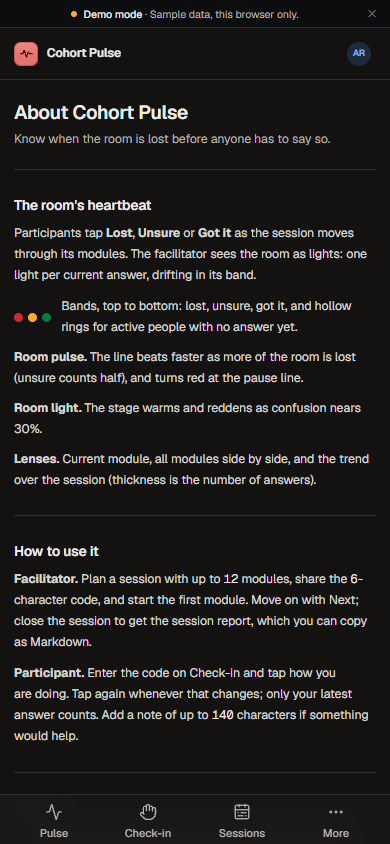 Demo mode · Sample data, this browser only.
Cohort Pulse
AR
About Cohort Pulse
Know when the room is lost before anyone has to say so.
The room's heartbeat
Participants tap Lost, Unsure or Got it as the session moves
through its modules. The facilitator sees the room as lights: one
light per current answer, drifting in its band.
Bands, top to bottom: lost, unsure, got it, and hollow
rings for active people with no answer yet.
Room pulse. The line beats faster as more of the room is lost
(unsure counts half), and turns red at the pause line.
Room light. The stage warms and reddens as confusion nears
30%.
Lenses. Current module, all modules side by side, and the trend
over the session (thickness is the number of answers).
How to use it
Facilitator. Plan a session with up to 12 modules, share the 6-
character code, and start the first module. Move on with Next;
close the session to get the session report, which you can copy
as Markdown.
Participant. Enter the code on Check-in and tap how you
are doing. Tap again whenever that changes; only your latest
answer counts. Add a note of up to 140 characters if something
would help.
Pulse
Check-in
Sessions
More